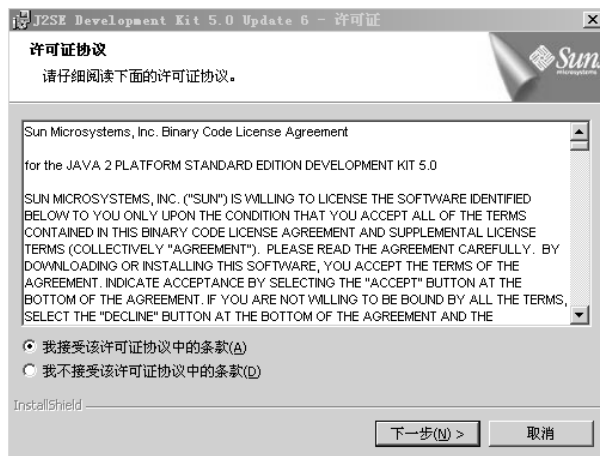 J2SE Development Kit 5.0 Update 6 - 许可证
许可证协议
请仔细阅读下面的许可证协议。
Sun
microsystems
Sun Microsystems, Inc. Binary Code License Agreement
for the JAVA 2 PLATFORM STANDARD EDITION DEVELOPMENT KIT 5.0
SUN MICROSYSTEMS, INC. ("SUN") IS WILLING TO LICENSE THE SOFTWARE IDENTIFIED
BELOW TO YOU ONLY UPON THE CONDITION THAT YOU ACCEPT ALL OF THE TERMS
CONTAINED IN THIS BINARY CODE LICENSE AGREEMENT AND SUPPLEMENTAL LICENSE
TERMS (COLLECTIVELY "AGREEMENT"). PLEASE READ THE AGREEMENT CAREFULLY. BY
DOWNLOADING OR INSTALLING THIS SOFTWARE, YOU ACCEPT THE TERMS OF THE
AGREEMENT. INDICATE ACCEPTANCE BY SELECTING THE "ACCEPT" BUTTON AT THE
BOTTOM OF THE AGREEMENT. IF YOU ARE NOT WILLING TO BE BOUND BY ALL THE TERMS,
SELECT THE "DECLINE" BUTTON AT THE BOTTOM OF THE AGREEMENT AND THE
我接受该许可证协议中的条款(A)
我不接受该许可证协议中的条款(D)
InstallShield
下一步(N) >
取消